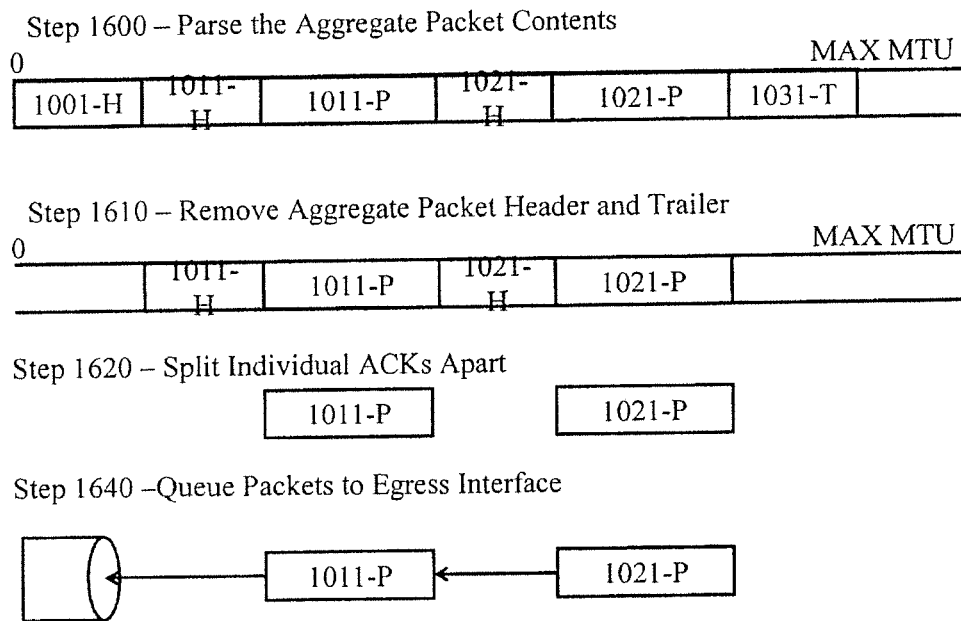 Step 1600 – Parse the Aggregate Packet Contents
0 MAX MTU
1001-H 1011-H 1011-P 1021-H 1021-P 1031-T
Step 1610 – Remove Aggregate Packet Header and Trailer
0 MAX MTU
1011-H 1011-P 1021-H 1021-P
Step 1620 – Split Individual ACKs Apart
1011-P 1021-P
Step 1640 –Queue Packets to Egress Interface
1011-P 1021-P